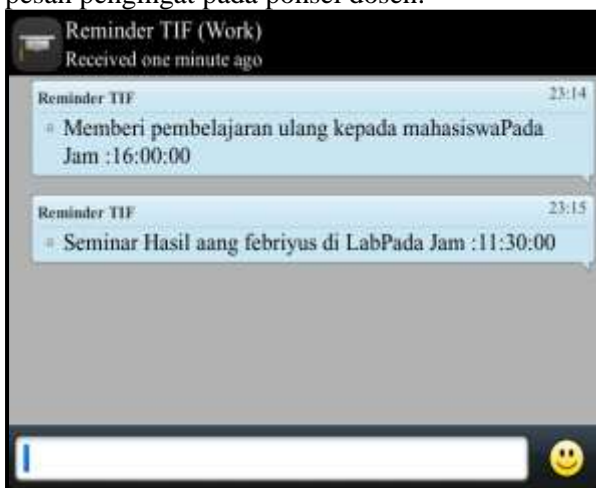 pesan pengingat pada ponsel dosen.
Reminder TIF (Work)
Received one minute ago
Reminder TIF 23:14
Memberi pembelajaran ulang kepada mahasiswaPada
Jam :16:00:00
Reminder TIF 23:15
Seminar Hasil aang febriyus di LabPada Jam :11:30:00